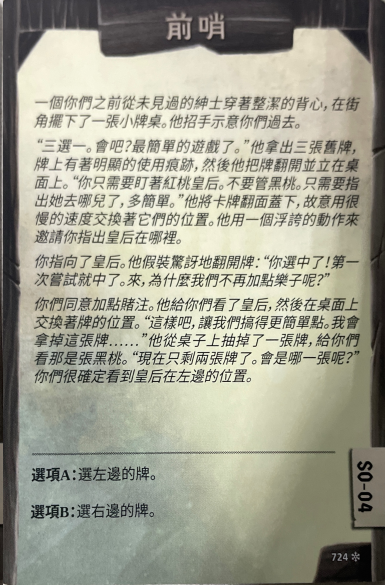 前哨
一個你們之前從未見過的紳士穿著整潔的背心，在街
角擺下了一張小牌桌。他招手示意你們過去。
“三選一。會吧？最簡單的遊戲了。”他拿出三張舊牌，
牌上有著明顯的使用痕跡，然後他把牌翻開並立在桌
面上。“你只需要盯著紅桃皇后。不要管黑桃。只需要指
出她去哪兒了，多簡單。”他將卡牌翻面蓋下，故意用很
慢的速度交換著它們的位置。他用一個浮誇的動作來
邀請你指出皇后在哪裡。
你指向了皇后。他假裝驚訝地翻開牌：“你選中了！第一
次嘗試就中了。來，為什麼我們不再加點樂子呢？”
你們同意加點賭注。他給你們看了皇后，然後在桌面上
交換著牌的位置。“這樣吧，讓我們搞得更簡單點。我會
拿掉這張牌……”他從桌子上抽掉了一張牌，給你們
看那是張黑桃。“現在只剩兩張牌了。會是哪一張呢？”
你們很確定看到皇后在左邊的位置。
選項A：選左邊的牌。
選項B：選右邊的牌。
SO-04
724